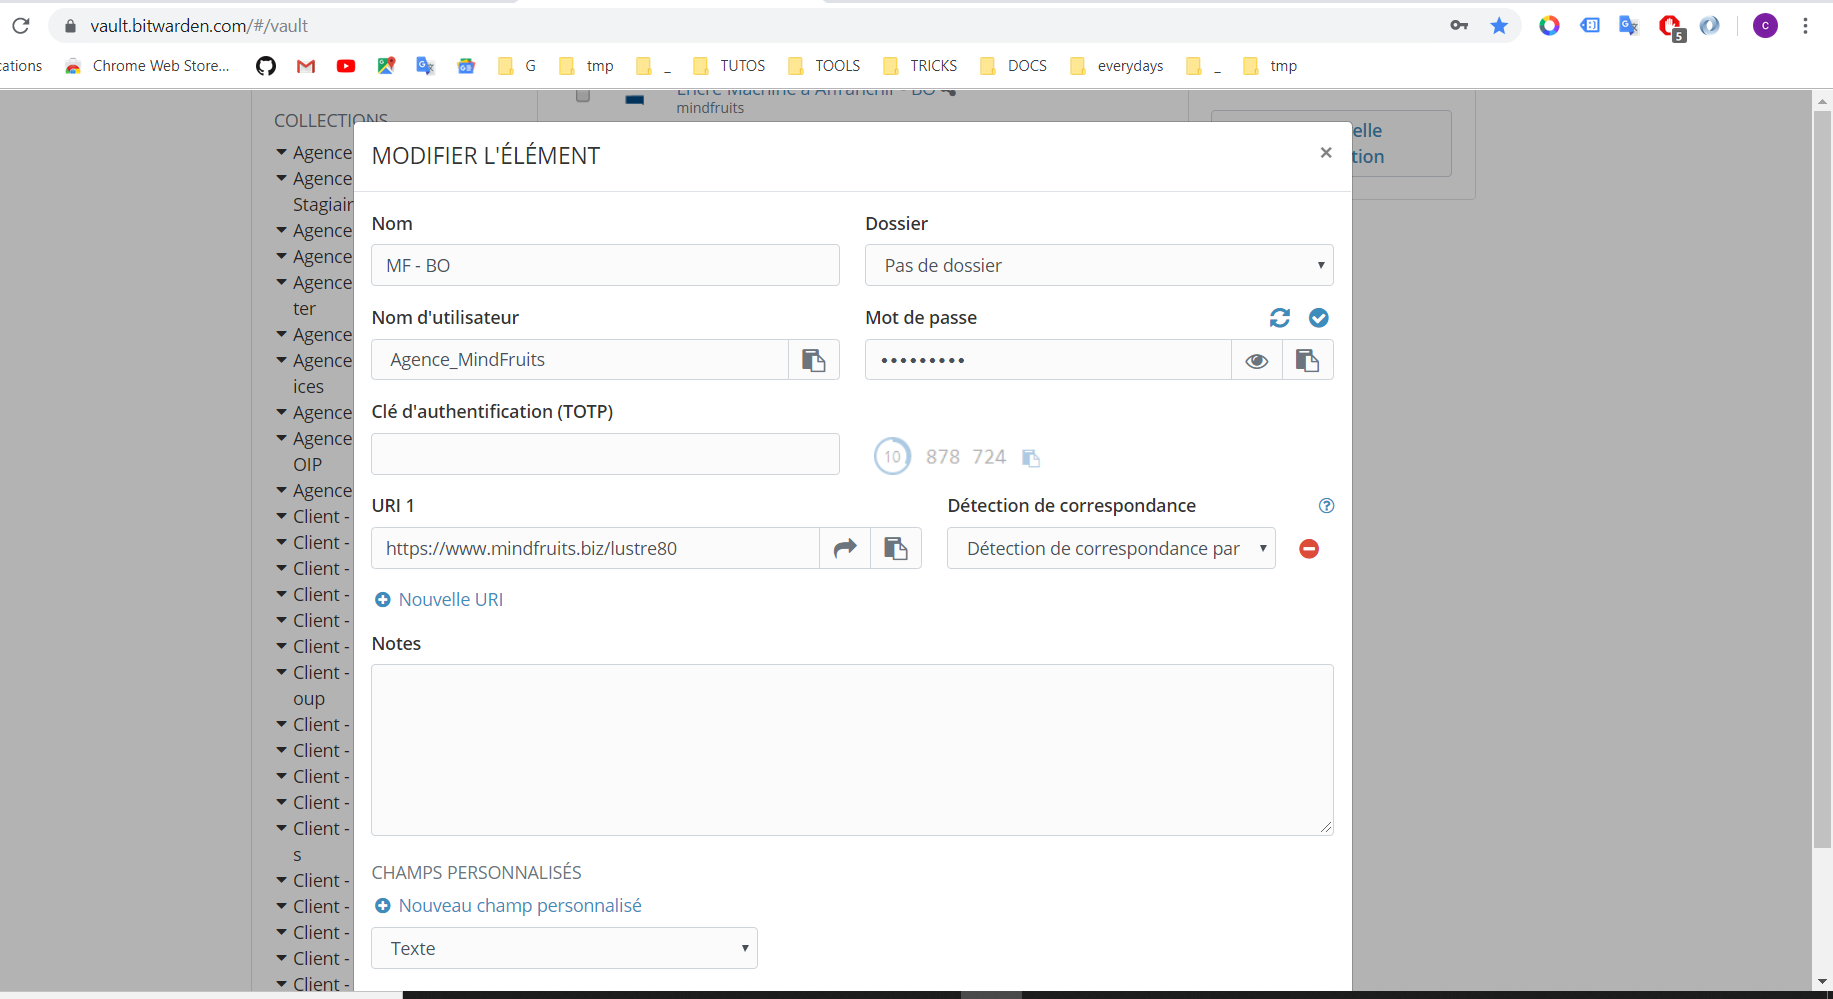 vault.bitwarden.com/#/vault
5
c
ations
Chrome Web Store...
G
tmp
_
TUTOS
TOOLS
TRICKS
DOCS
everydays
_
tmp
Encre Machine à Affranchir - BO
mindfruits
COLLECTIONS
Agence
Agence
Stagiair
Agence
Agence
Agence
ter
Agence
Agence
ices
Agence
Agence
OIP
Agence
Client -
Client -
Client -
Client -
Client -
Client -
Client -
oup
Client -
Client -
Client -
Client -
Client -
s
Client -
Client -
Client -
Client -
Client -
elle
tion
MODIFIER L'ÉLÉMENT
×
Nom
Dossier
MF - BO
Pas de dossier
Nom d'utilisateur
Mot de passe
Agence_MindFruits
•••••••••
Clé d'authentification (TOTP)
10
878 724
URI 1
Détection de correspondance
https://www.mindfruits.biz/lustre80
Détection de correspondance par
Nouvelle URI
Notes
CHAMPS PERSONNALISÉS
Nouveau champ personnalisé
Texte